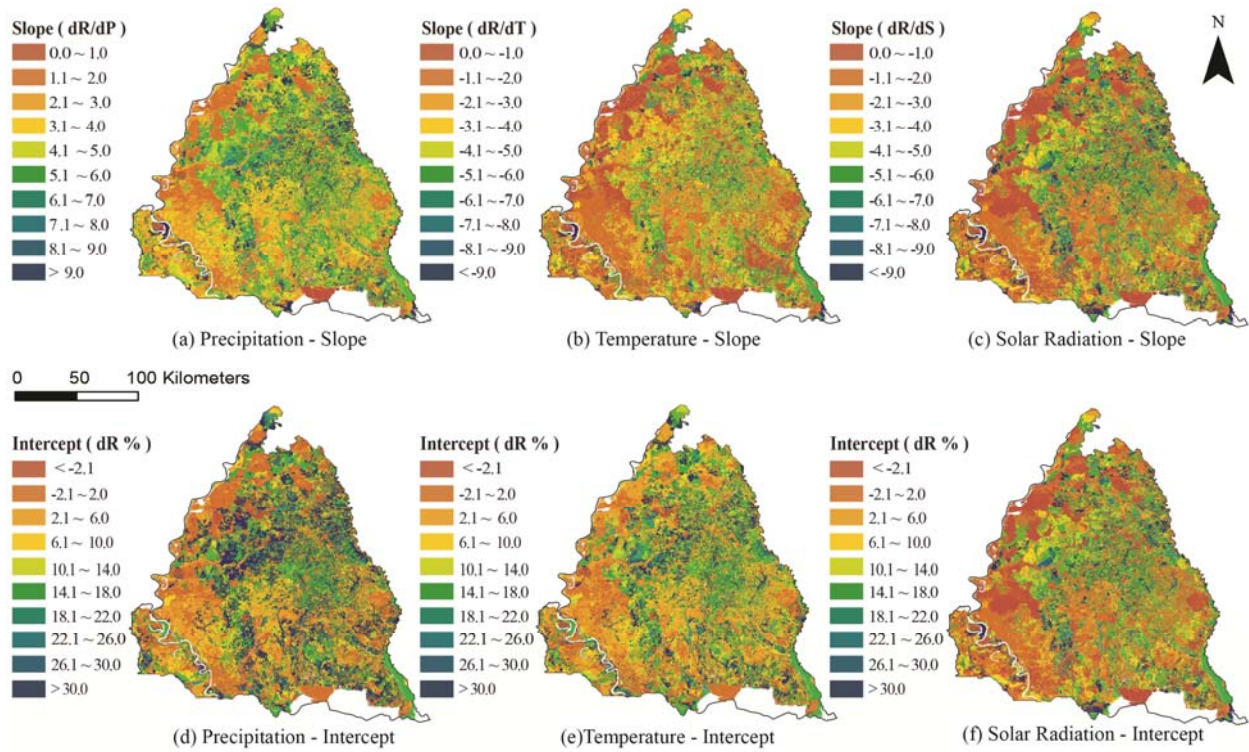 Slope ( dR/dP)
0.0 ~ 1.0
1.1 ~ 2.0
2.1 ~ 3.0
3.1 ~ 4.0
4.1 ~ 5.0
5.1 ~ 6.0
6.1 ~ 7.0
7.1 ~ 8.0
8.1 ~ 9.0
> 9.0
(a) Precipitation - Slope
Slope ( dR/dT)
0.0 ~ -1.0
-1.1 ~ -2.0
-2.1 ~ -3.0
-3.1 ~ -4.0
-4.1 ~ -5.0
-5.1 ~ -6.0
-6.1 ~ -7.0
-7.1 ~ -8.0
-8.1 ~ -9.0
< -9.0
(b) Temperature - Slope
Slope ( dR/dS)
0.0 ~ -1.0
-1.1 ~ -2.0
-2.1 ~ -3.0
-3.1 ~ -4.0
-4.1 ~ -5.0
-5.1 ~ -6.0
-6.1 ~ -7.0
-7.1 ~ -8.0
-8.1 ~ -9.0
< -9.0
N
(c) Solar Radiation - Slope
0 50 100 Kilometers
Intercept ( dR % )
< -2.1
-2.1 ~ 2.0
2.1 ~ 6.0
6.1 ~ 10.0
10.1 ~ 14.0
14.1 ~ 18.0
18.1 ~ 22.0
22.1 ~ 26.0
26.1 ~ 30.0
> 30.0
(d) Precipitation - Intercept
Intercept ( dR % )
< -2.1
-2.1 ~ 2.0
2.1 ~ 6.0
6.1 ~ 10.0
10.1 ~ 14.0
14.1 ~ 18.0
18.1 ~ 22.0
22.1 ~ 26.0
26.1 ~ 30.0
> 30.0
(e)Temperature - Intercept
Intercept ( dR % )
< -2.1
-2.1 ~ 2.0
2.1 ~ 6.0
6.1 ~ 10.0
10.1 ~ 14.0
14.1 ~ 18.0
18.1 ~ 22.0
22.1 ~ 26.0
26.1 ~ 30.0
> 30.0
(f) Solar Radiation - Intercept